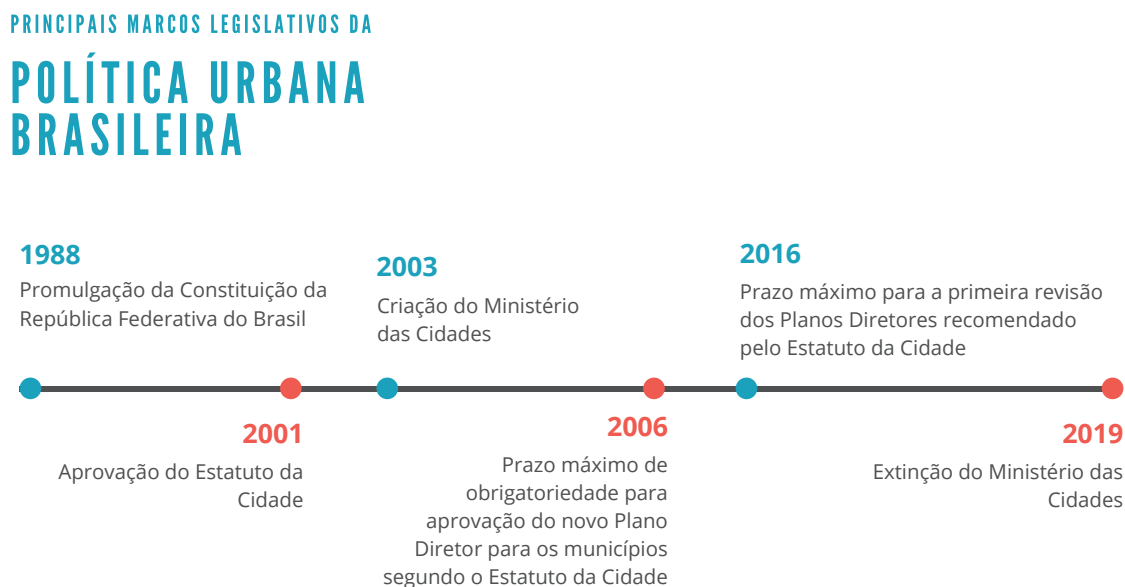 PRINCIPAIS MARCOS LEGISLATIVOS DA
POLÍTICA URBANA
BRASILEIRA
1988
Promulgação da Constituição da
República Federativa do Brasil
2003
Criação do Ministério
das Cidades
2016
Prazo máximo para a primeira revisão
dos Planos Diretores recomendado
pelo Estatuto da Cidade
2001
Aprovação do Estatuto da
Cidade
2006
Prazo máximo de
obrigatoriedade para
aprovação do novo Plano
Diretor para os municípios
segundo o Estatuto da Cidade
2019
Extinção do Ministério das
Cidades